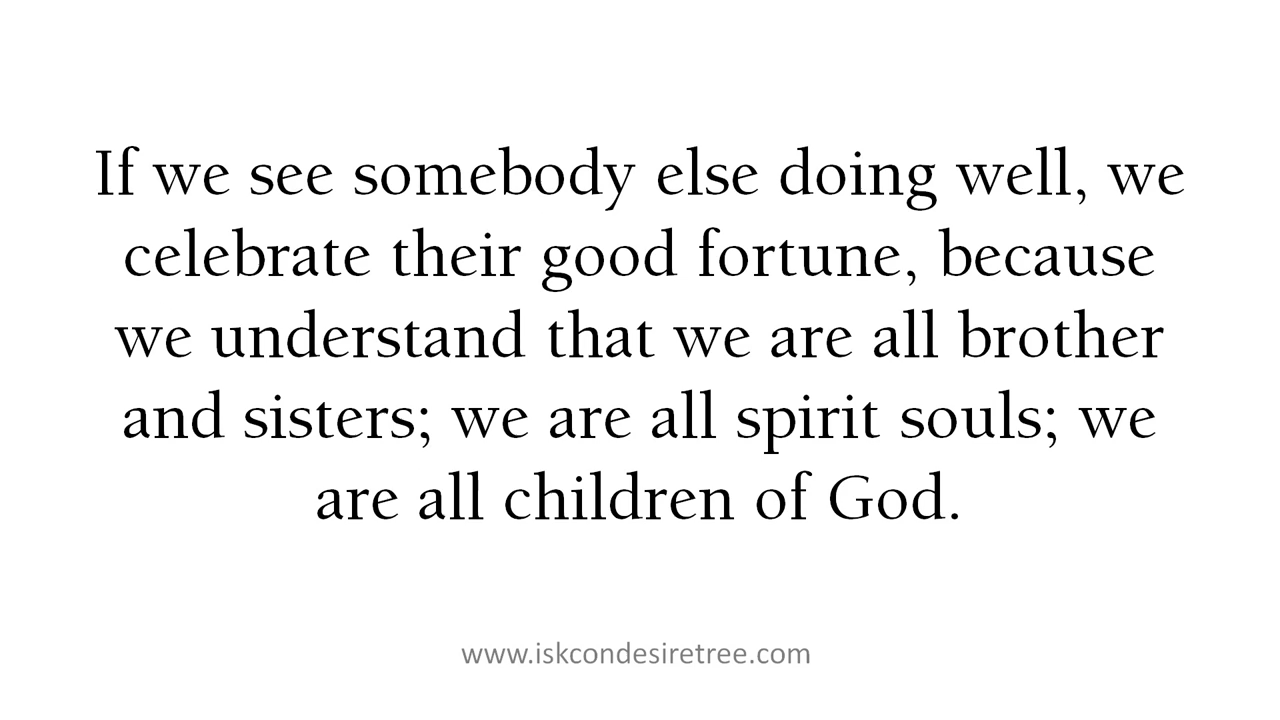 If we see somebody else doing well, we
celebrate their good fortune, because
we understand that we are all brother
and sisters; we are all spirit souls; we
are all children of God.
www.iskcondesiretree.com